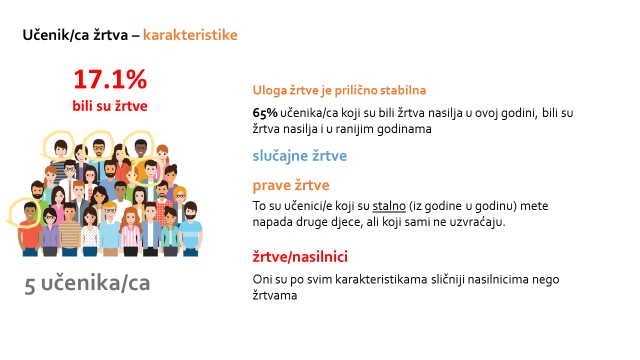 Učenik/ca žrtva – karakteristike
17.1%
bili su žrtve
5 učenika/ca
Uloga žrtve je prilično stabilna
65% učenika/ca koji su bili žrtva nasilja u ovoj godini, bili su
žrtva nasilja i u ranijim godinama
slučajne žrtve
prave žrtve
To su učenici/e koji su stalno (iz godine u godinu) mete
napada druge djece, ali koji sami ne uzvraćaju.
žrtve/nasilnici
Oni su po svim karakteristikama sličniji nasilnicima nego
žrtvama